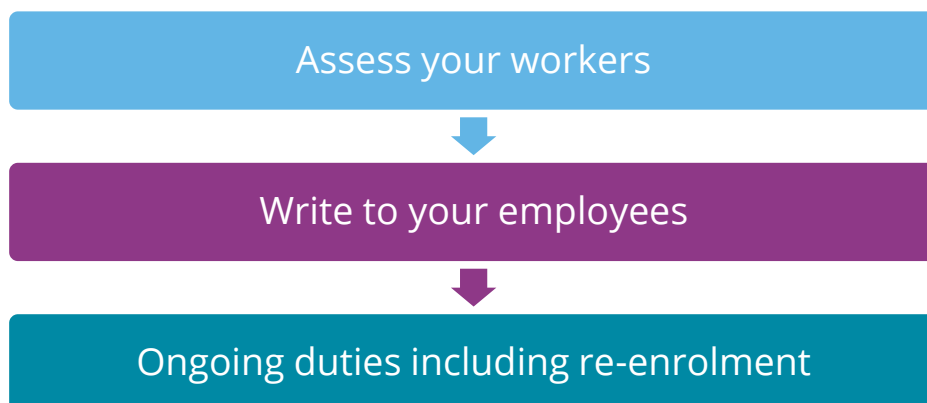 Assess your workers
Write to your employees
Ongoing duties including re-enrolment